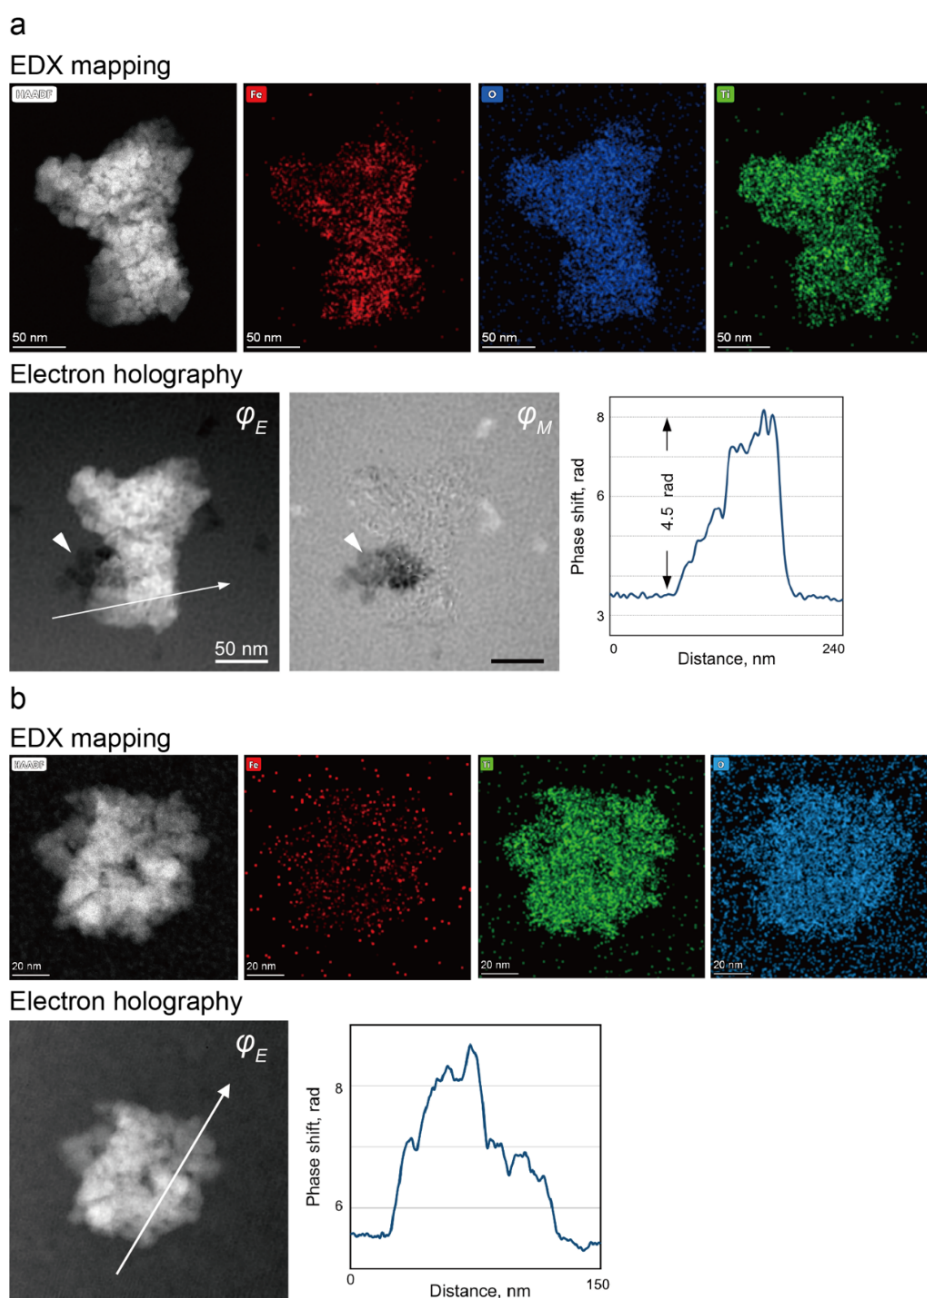 a
EDX mapping
HAADF
Fe
O
Ti
50 nm
50 nm
50 nm
50 nm
Electron holography
φE
φM
50 nm
8
6
3
4.5 rad
Phase shift, rad
0
240
Distance, nm
b
EDX mapping
HAADF
Fe
Ti
O
20 nm
20 nm
20 nm
20 nm
Electron holography
φE
8
6
Phase shift, rad
0
150
Distance, nm